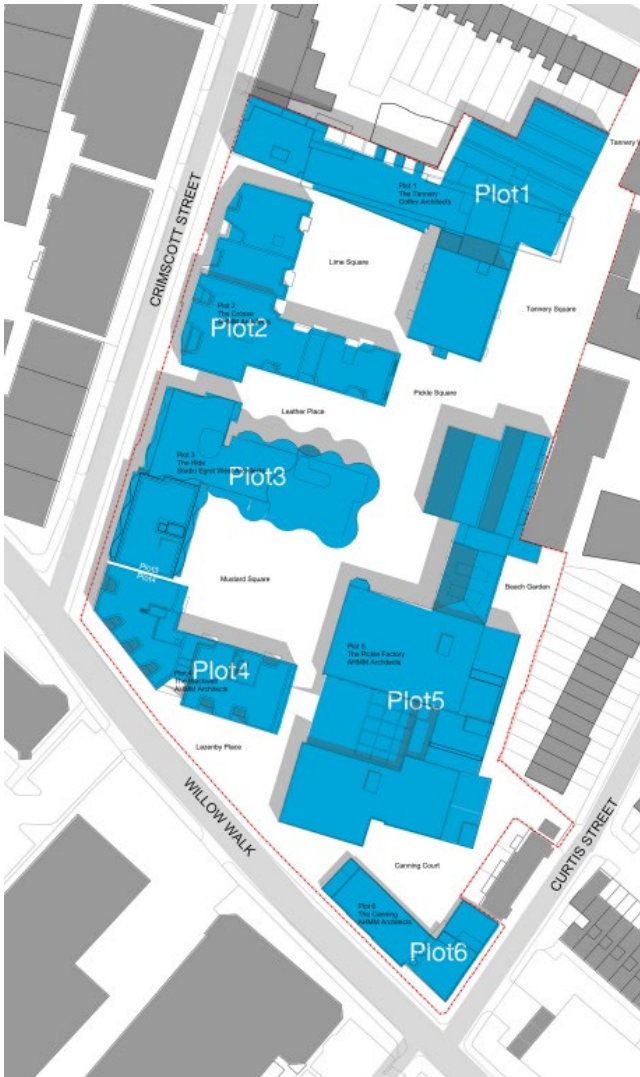 Tannery
Plot1
Plot 1
The Tannery
Coffey Architects
CRIMSCOTT STREET
Lime Square
Plot 2
Plot2
Tannery Square
Pickle Square
Leather Place
Plot 3
The Hide
Plot3
Plot3
Plot4
Mustard Square
Beach Garden
Plot 5
The Pickle Factory
AHMM Architects
Plot4
AHMM Architects
Plot5
Lazenby Place
WILLOW WALK
CURTIS STREET
Canning Court
Plot 6
The Canning
AHMM Architects
Plot6